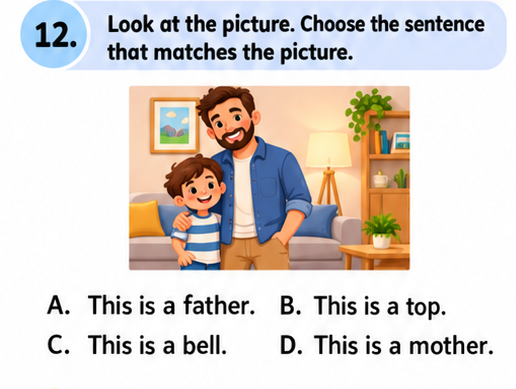 12. Look at the picture. Choose the sentence
that matches the picture.
A. This is a father. B. This is a top.
C. This is a bell. D. This is a mother.